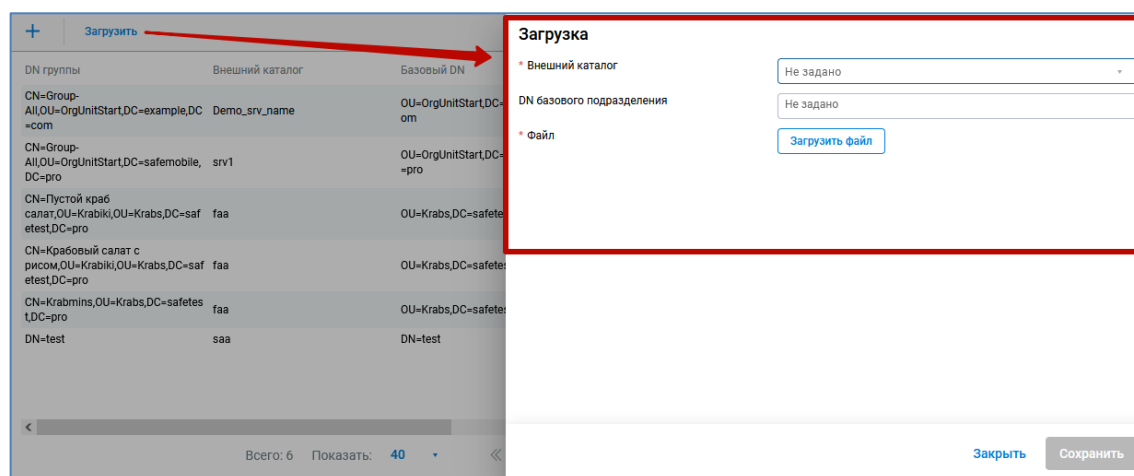 + Загрузить
DN группы Внешний каталог Базовый DN
CN=Group-
All,OU=OrgUnitStart,DC=example,DC Demo_srv_name OU=OrgUnitStart,DC=
=com om
CN=Group-
All,OU=OrgUnitStart,DC=safemobile, srv1 OU=OrgUnitStart,DC=
DC=pro =pro
CN=Пустой краб
салат,OU=Krabiki,OU=Krabs,DC=saf faa OU=Krabs,DC=safete
etest,DC=pro
CN=Крабовый салат с
рисом,OU=Krabiki,OU=Krabs,DC=saf faa OU=Krabs,DC=safetes
etest,DC=pro
CN=Krabmins,OU=Krabs,DC=safetes faa OU=Krabs,DC=safetes
t,DC=pro
DN=test saa DN=test
Всего: 6 Показать: 40
Загрузка
* Внешний каталог Не задано
DN базового подразделения Не задано
* Файл Загрузить файл
Закрыть Сохранить